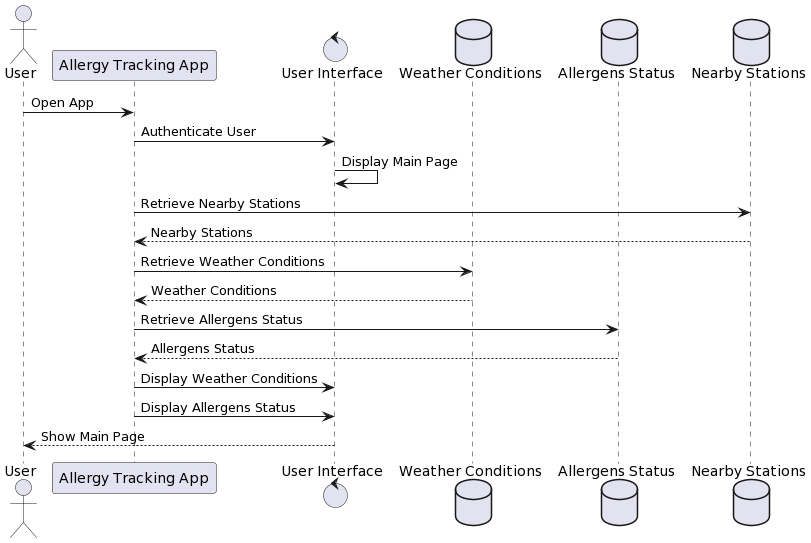 User
Allergy Tracking App
User Interface
Weather Conditions
Allergens Status
Nearby Stations
Open App
Authenticate User
Display Main Page
Retrieve Nearby Stations
Nearby Stations
Retrieve Weather Conditions
Weather Conditions
Retrieve Allergens Status
Allergens Status
Display Weather Conditions
Display Allergens Status
Show Main Page
User
Allergy Tracking App
User Interface
Weather Conditions
Allergens Status
Nearby Stations